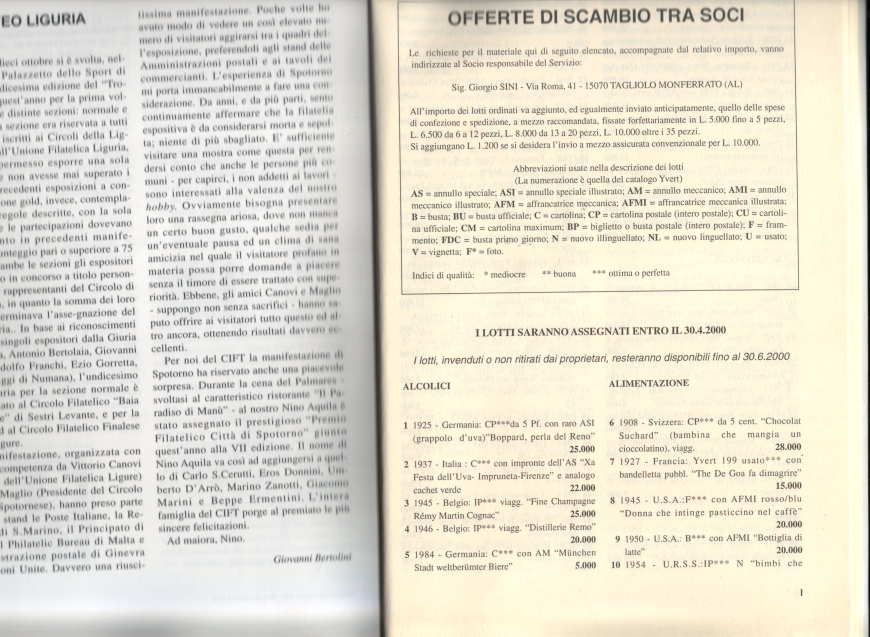 EO LIGURIA
dieci ottobre si è svolta, nel-
Palazzetto dello Sport di
dicesima edizione del "Tro-
quest'anno per la prima vol-
e distinte sezioni: normale e
a sezione era riservata a tutti
iscritti ai Circoli della Lig-
ll'Unione Filatelica Liguria,
permesso esporre una sola
e non avesse mai superato i
recedenti esposizioni a con-
one gold, invece, contempla-
regole descritte, con la sola
e le partecipazioni dovevano
nto in precedenti manife-
unteggio pari o superiore a 75
ambe le sezioni gli espositori
o in concorso a titolo person-
rappresentanti del Circolo di
a, in quanto la somma dei loro
erminava l'asse-gnazione del
ria.. In base ai riconoscimenti
singoli espositori dalla Giuria
a, Antonio Bertolaia, Giovanni
dolfo Franchi, Ezio Gorretta,
ggi di Numana), l'undicesimo
ria per la sezione normale è
ato al Circolo Filatelico "Baia
e" di Sestri Levante, e per la
d al Circolo Filatelico Finalese
gure.
nifestazione, organizzata con
competenza da Vittorio Canovi
dell'Unione Filatelica Ligure)
Maglio (Presidente del Circolo
Spotornese), hanno preso parte
stand le Poste Italiane, la Re-
di S.Marino, il Principato di
l Philatelic Bureau di Malta e
strazione postale di Ginevra
oni Unite. Davvero una riusci-
tissima manifestazione. Poche volte ho
avuto modo di vedere un così elevato nu-
mero di visitatori aggirarsi tra i quadri del-
l'esposizione, preferendoli agli stand delle
Amministrazioni postali e ai tavoli dei
commercianti. L'esperienza di Spotorno
mi porta immancabilmente a fare una con-
siderazione. Da anni, e da più parti, sento
continuamente affermare che la filatelia
espositiva è da considerarsi morta e sepol-
ta; niente di più sbagliato. E' sufficiente
visitare una mostra come questa per ren-
dersi conto che anche le persone più co-
muni - per capirci, i non addetti ai lavori -
sono interessati alla valenza del nostro
hobby. Ovviamente bisogna presentare
loro una rassegna ariosa, dove non manca
un certo buon gusto, qualche sedia per
un'eventuale pausa ed un clima di sana
amicizia nel quale il visitatore profano in
materia possa porre domande a piacere
senza il timore di essere trattato con supe-
riorità. Ebbene, gli amici Canovi e Maglio
- suppongo non senza sacrifici - hanno sa-
puto offrire ai visitatori tutto questo ed al-
tro ancora, ottenendo risultati davvero ec-
cellenti.
Per noi del CIFT la manifestazione di
Spotorno ha riservato anche una piacevole
sorpresa. Durante la cena del Palmares -
svoltasi al caratteristico ristorante "Il Pa-
radiso di Manù" - al nostro Nino Aquila è
stato assegnato il prestigioso "Premio
Filatelico Città di Spotorno" giunto
quest'anno alla VII edizione. Il nome di
Nino Aquila va così ad aggiungersi a quel-
lo di Carlo S.Cerutti, Eros Donnini, Um-
berto D'Arrò, Marino Zanotti, Giacomo
Marini e Beppe Ermentini. L'intera
famiglia del CIFT porge al premiato le più
sincere felicitazioni.
Ad maiora, Nino.
Giovanni Bertolini
OFFERTE DI SCAMBIO TRA SOCI
Le richieste per il materiale qui di seguito elencato, accompagnate dal relativo importo, vanno
indirizzate al Socio responsabile del Servizio:
Sig. Giorgio SINI - Via Roma, 41 - 15070 TAGLIOLO MONFERRATO (AL)
All'importo dei lotti ordinati va aggiunto, ed egualmente inviato anticipatamente, quello delle spese
di confezione e spedizione, a mezzo raccomandata, fissate forfettariamente in L. 5.000 fino a 5 pezzi,
L. 6.500 da 6 a 12 pezzi, L. 8.000 da 13 a 20 pezzi, L. 10.000 oltre i 35 pezzi.
Si aggiungano L. 1.200 se si desidera l'invio a mezzo assicurata convenzionale per L. 10.000.
Abbreviazioni usate nella descrizione dei lotti
(La numerazione è quella del catalogo Yvert)
AS = annullo speciale; ASI = annullo speciale illustrato; AM = annullo meccanico; AMI = annullo
meccanico illustrato; AFM = affrancatrice meccanica; AFMI = affrancatrice meccanica illustrata;
B = busta; BU = busta ufficiale; C = cartolina; CP = cartolina postale (intero postale); CU = cartoli-
na ufficiale; CM = cartolina maximum; BP = biglietto o busta postale (intero postale); F = fram-
mento; FDC = busta primo giorno; N = nuovo illinguellato; NL = nuovo linguellato; U = usato;
V = vignetta; F* = foto.
Indici di qualità: * mediocre ** buona *** ottima o perfetta
I LOTTI SARANNO ASSEGNATI ENTRO IL 30.4.2000
I lotti, invenduti o non ritirati dai proprietari, resteranno disponibili fino al 30.6.2000
ALCOLICI
1 1925 - Germania: CP***da 5 Pf. con raro ASI
(grappolo d'uva)"Boppard, perla del Reno"
25.000
2 1937 - Italia : C*** con impronte dell'AS "Xa
Festa dell'Uva- Impruneta-Firenze" e analogo
cachet verde 22.000
3 1945 - Belgio: IP*** viagg. "Fine Champagne
Rémy Martin Cognac" 25.000
4 1946 - Belgio: IP*** viagg. "Distillerie Remo"
20.000
5 1984 - Germania: C*** con AM "München
Stadt weltberümter Biere" 5.000
ALIMENTAZIONE
6 1908 - Svizzera: CP*** da 5 cent. "Chocolat
Suchard" (bambina che mangia un
cioccolatino), viagg. 28.000
7 1927 - Francia: Yvert 199 usato*** con
bandelletta pubbl. "The De Goa fa dimagrire"
15.000
8 1945 - U.S.A.:F*** con AFMI rosso/blu
"Donna che intinge pasticcino nel caffè"
20.000
9 1950 - U.S.A.: B*** con AFMI "Bottiglia di
latte" 20.000
10 1954 - U.R.S.S.:IP*** N "bimbi che
I